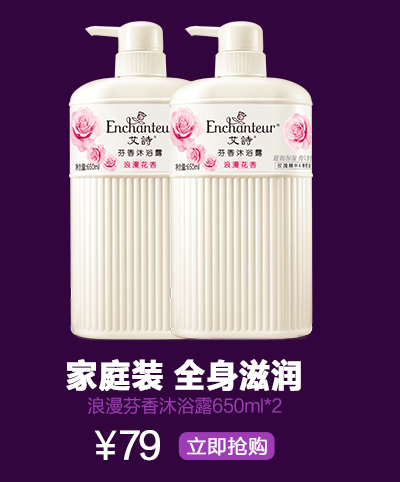 Enchanteu
艾詩
芬香沐浴露
浪漫花香
净含量:650ml
Enchanteur®
艾詩®
芬香沐浴露
浪漫花香
净含量:650ml
家庭装 全身滋润
浪漫芬香沐浴露650ml*2
¥79 立即抢购